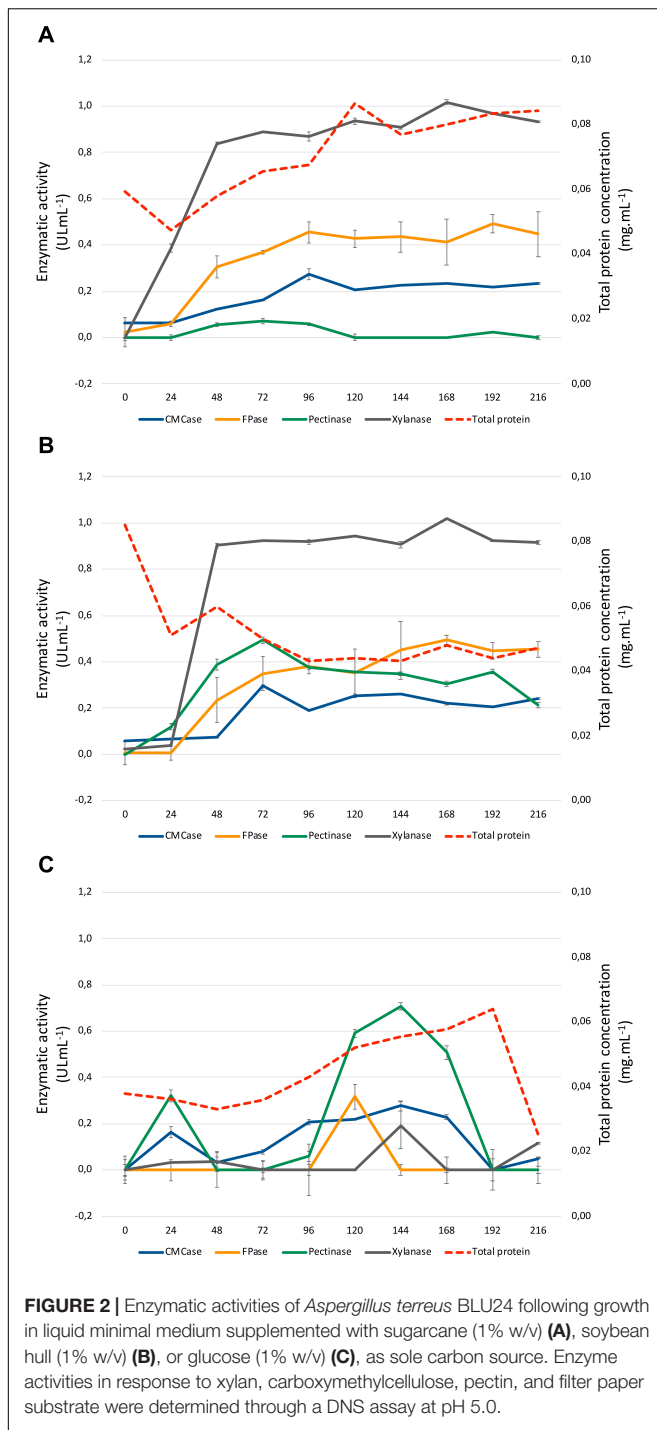 A
1,2
1,0
0,8
0,6
0,4
0,2
0,0
-0,2
Enzymatic activity
(ULmL-1)
0,10
0,08
0,06
0,04
0,02
0,00
Total protein concentration
(mg.mL-1)
0 24 48 72 96 120 144 168 192 216
CMCase FPase Pectinase Xylanase Total protein
B
1,2
1,0
0,8
0,6
0,4
0,2
0,0
-0,2
Enzymatic activity
(ULmL-1)
0,10
0,08
0,06
0,04
0,02
0,00
Total protein concentration
(mg.mL-1)
0 24 48 72 96 120 144 168 192 216
CMCase FPase Pectinase Xylanase Total protein
C
1,2
1,0
0,8
0,6
0,4
0,2
0,0
-0,2
Enzymatic activity
(ULmL-1)
0,10
0,08
0,06
0,04
0,02
0,00
Total protein concentration
(mg.mL-1)
0 24 48 72 96 120 144 168 192 216
CMCase FPase Pectinase Xylanase Total protein
FIGURE 2 | Enzymatic activities of Aspergillus terreus BLU24 following growth
in liquid minimal medium supplemented with sugarcane (1% w/v) (A), soybean
hull (1% w/v) (B), or glucose (1% w/v) (C), as sole carbon source. Enzyme
activities in response to xylan, carboxymethylcellulose, pectin, and filter paper
substrate were determined through a DNS assay at pH 5.0.